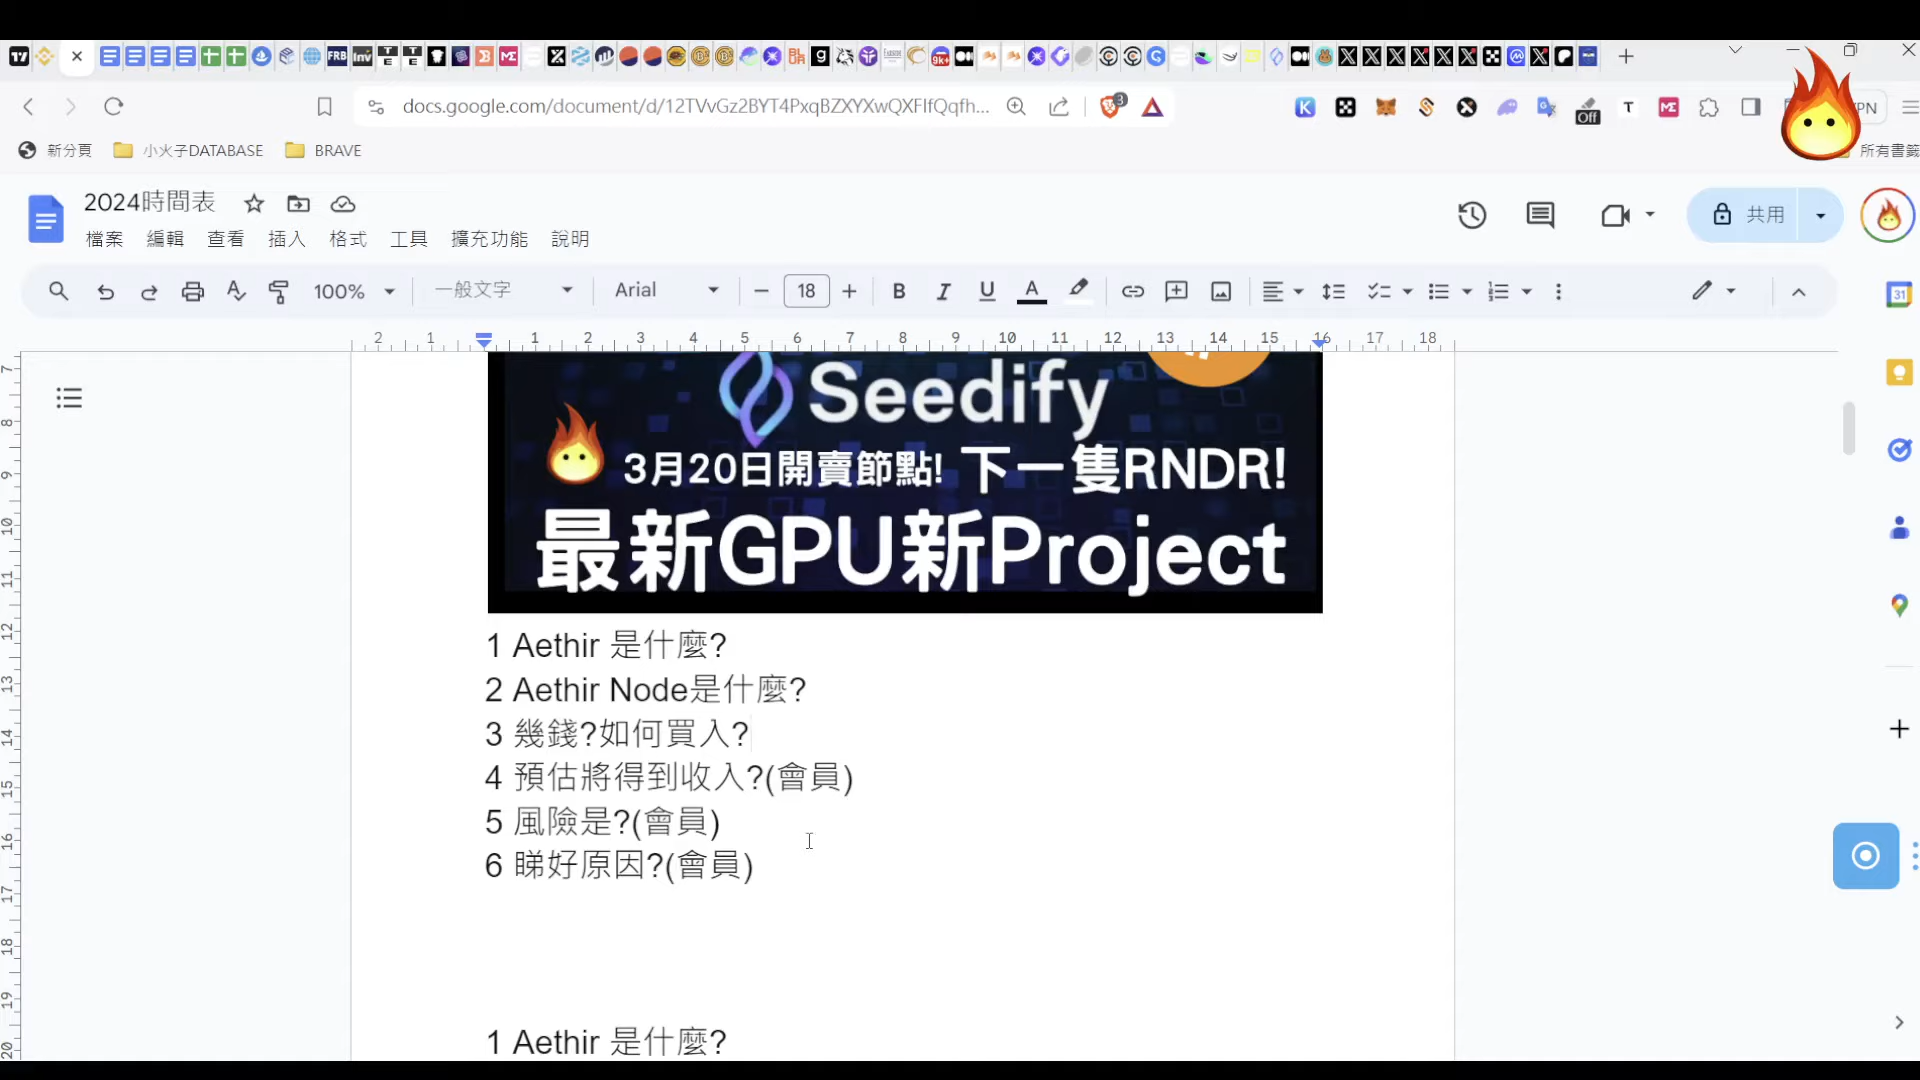 docs.google.com/document/d/12TVvGz2BYT4PxqBZXYXwQXFIfQqfh...
新分頁
小火子DATABASE
BRAVE
所有書籤
2024時間表
共用
檔案
編輯
查看
插入
格式
工具
擴充功能
說明
100%
一般文字
Arial
18
Seedify
3月20日開賣節點! 下一隻RNDR!
最新GPU新Project
1 Aethir 是什麼?
2 Aethir Node是什麼?
3 幾錢?如何買入?
4 預估將得到收入?(會員)
5 風險是?(會員)
6 睇好原因?(會員)
1 Aethir 是什麼?